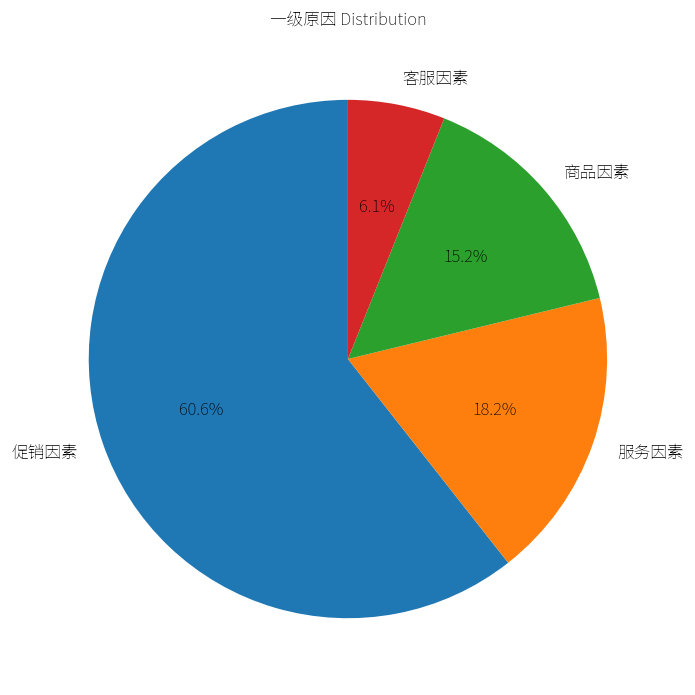 一级原因 Distribution
客服因素
商品因素
6.1%
15.2%
60.6%
18.2%
促销因素
服务因素